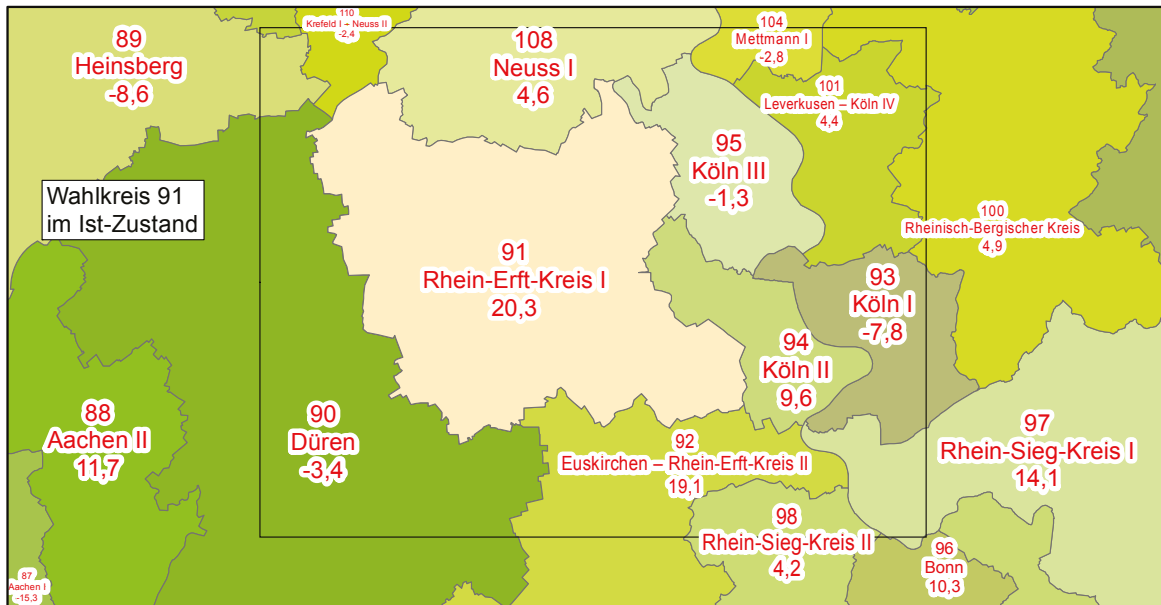 110
Krefeld I – Neuss II
-2,4
89
Heinsberg
-8,6
108
Neuss I
4,6
104
Mettmann I
-2,8
101
Leverkusen – Köln IV
4,4
95
Köln III
-1,3
Wahlkreis 91
im Ist-Zustand
100
Rheinisch-Bergischer Kreis
4,9
91
Rhein-Erft-Kreis I
20,3
93
Köln I
-7,8
94
Köln II
9,6
88
Aachen II
11,7
90
Düren
-3,4
92
Euskirchen – Rhein-Erft-Kreis II
19,1
97
Rhein-Sieg-Kreis I
14,1
98
Rhein-Sieg-Kreis II
4,2
96
Bonn
10,3
87
Aachen I
-15,3